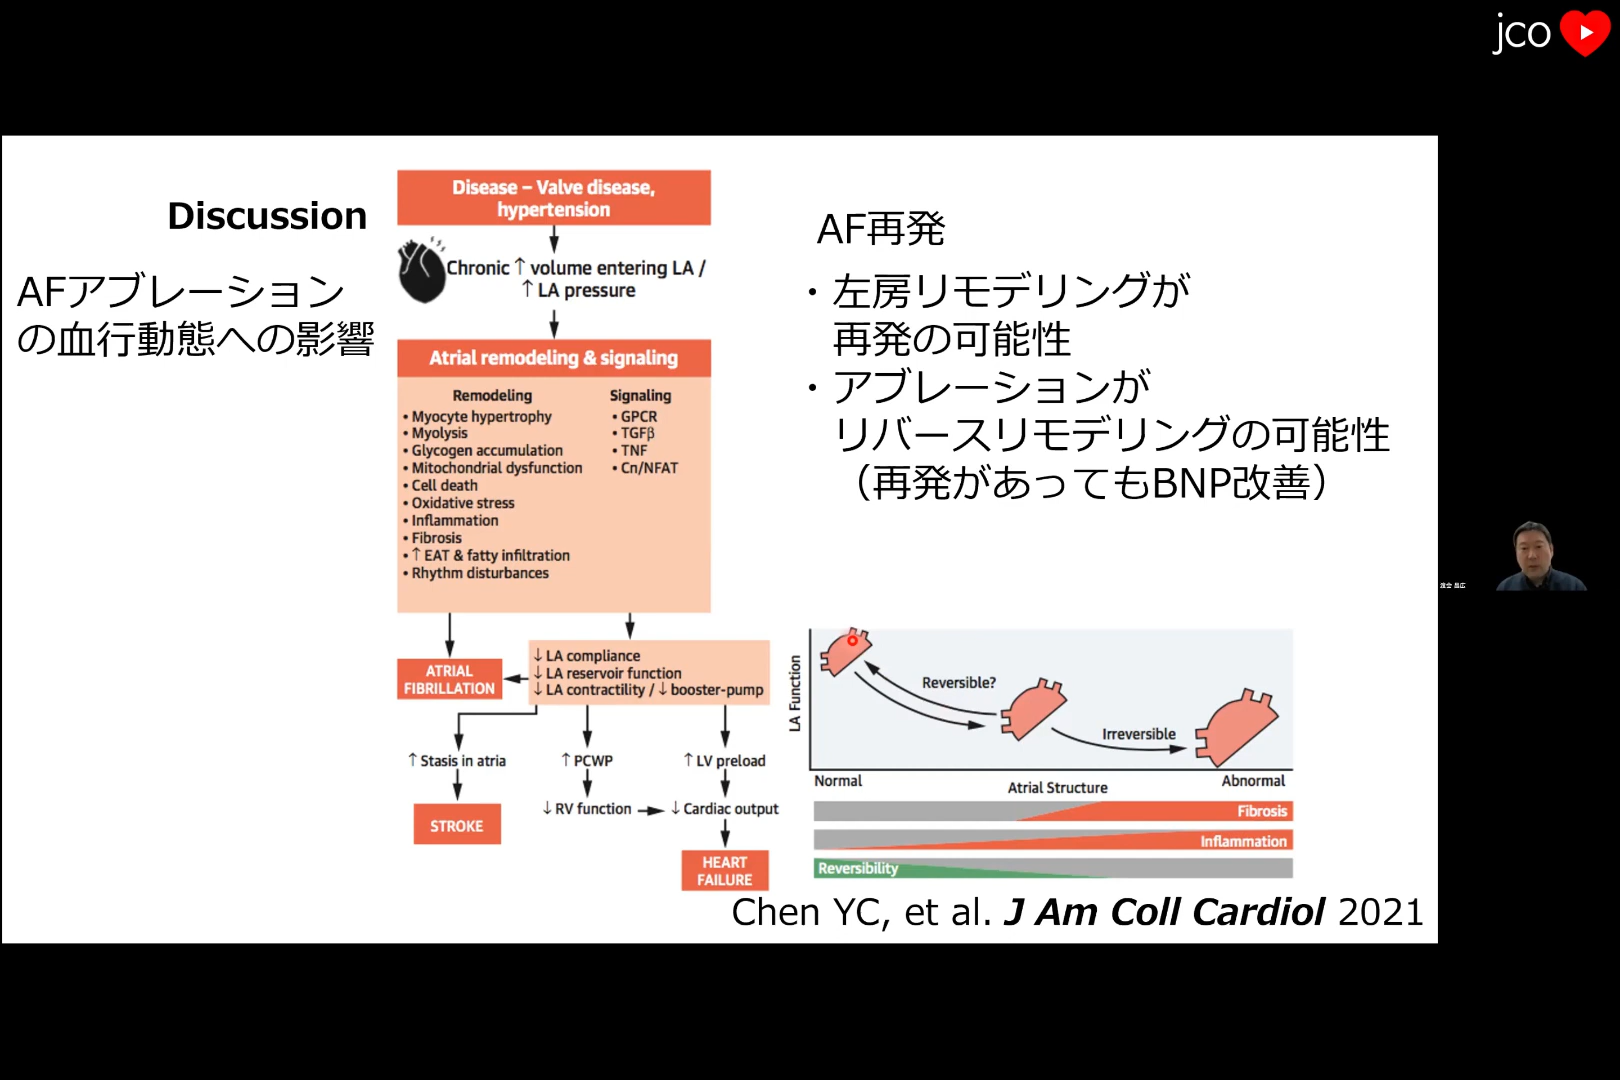 jco
Discussion
AFアブレーション
の血行動態への影響
Disease – Valve disease,
hypertension
Chronic ↑ volume entering LA /
↑ LA pressure
Atrial remodeling & signaling
Remodeling
• Myocyte hypertrophy
• Myolysis
• Glycogen accumulation
• Mitochondrial dysfunction
• Cell death
• Oxidative stress
• Inflammation
• Fibrosis
• ↑ EAT & fatty infiltration
• Rhythm disturbances
Signaling
• GPCR
• TGFβ
• TNF
• Cn/NFAT
ATRIAL
FIBRILLATION
↓ LA compliance
↓ LA reservoir function
↓ LA contractility / ↓ booster-pump
↑ Stasis in atria
↑ PCWP
↑ LV preload
↓ RV function
↓ Cardiac output
STROKE
HEART
FAILURE
AF再発
・左房リモデリングが
再発の可能性
・アブレーションが
リバースリモデリングの可能性
（再発があってもBNP改善）
LA Function
Reversible?
Irreversible
Normal
Atrial Structure
Abnormal
Fibrosis
Inflammation
Reversibility
Chen YC, et al. J Am Coll Cardiol 2021